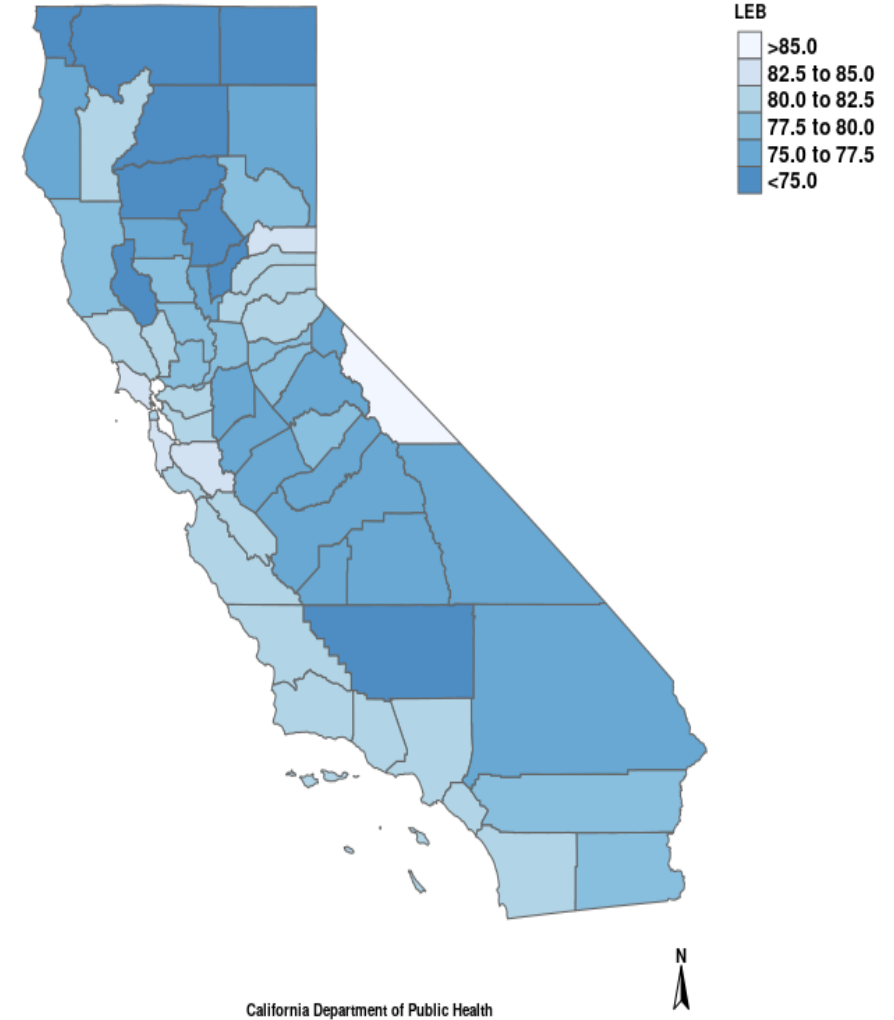 LEB
>85.0
82.5 to 85.0
80.0 to 82.5
77.5 to 80.0
75.0 to 77.5
<75.0
N
California Department of Public Health